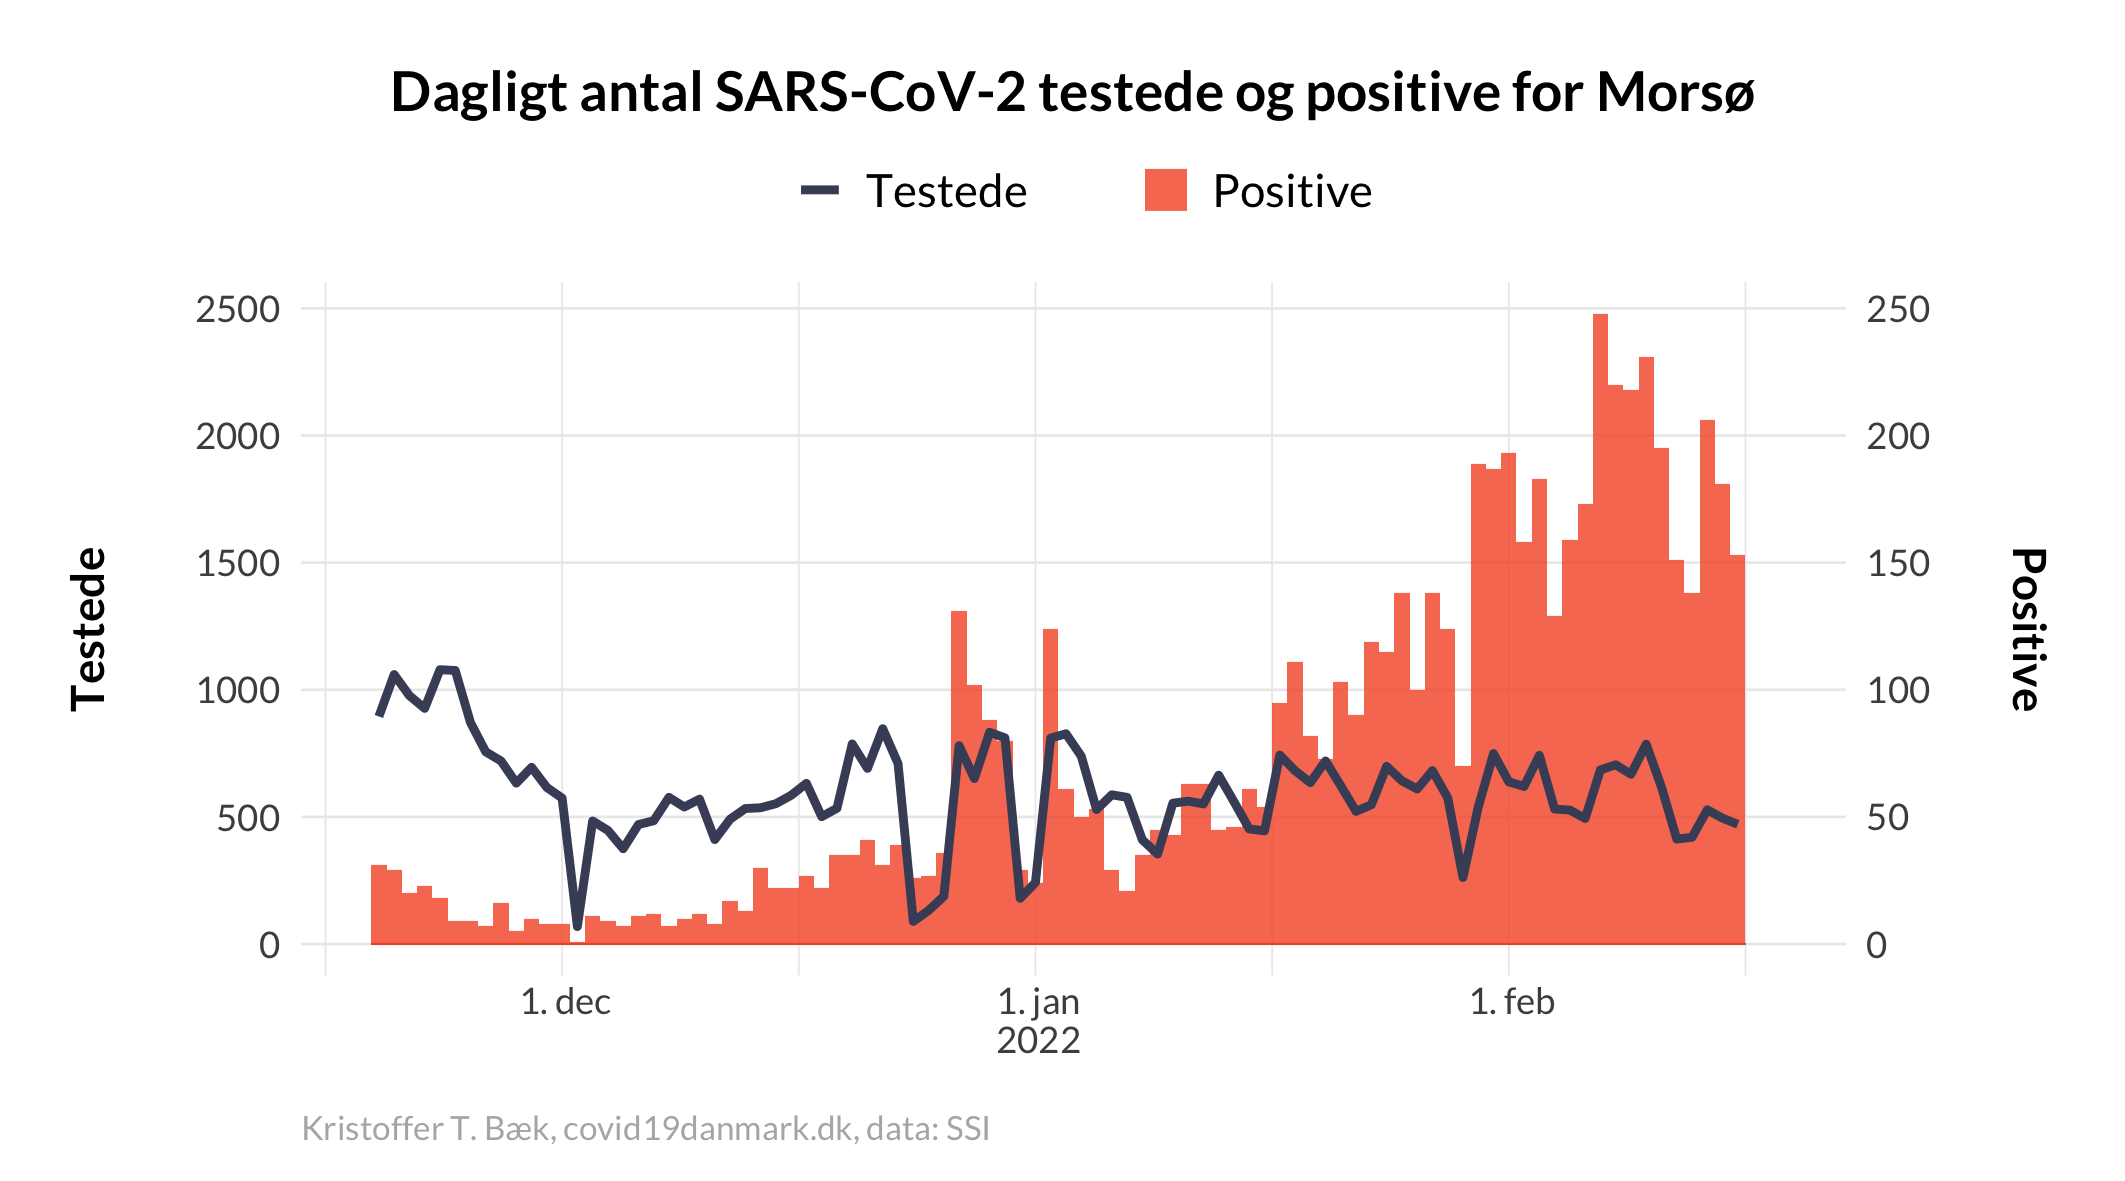 Dagligt antal SARS-CoV-2 testede og positive for Morsø
Testede
Positive
2500
2000
1500
1000
500
0
Testede
250
200
150
100
50
0
Positive
1. dec
1. jan
2022
1. feb
Kristoffer T. Bæk, covid19danmark.dk, data: SSI